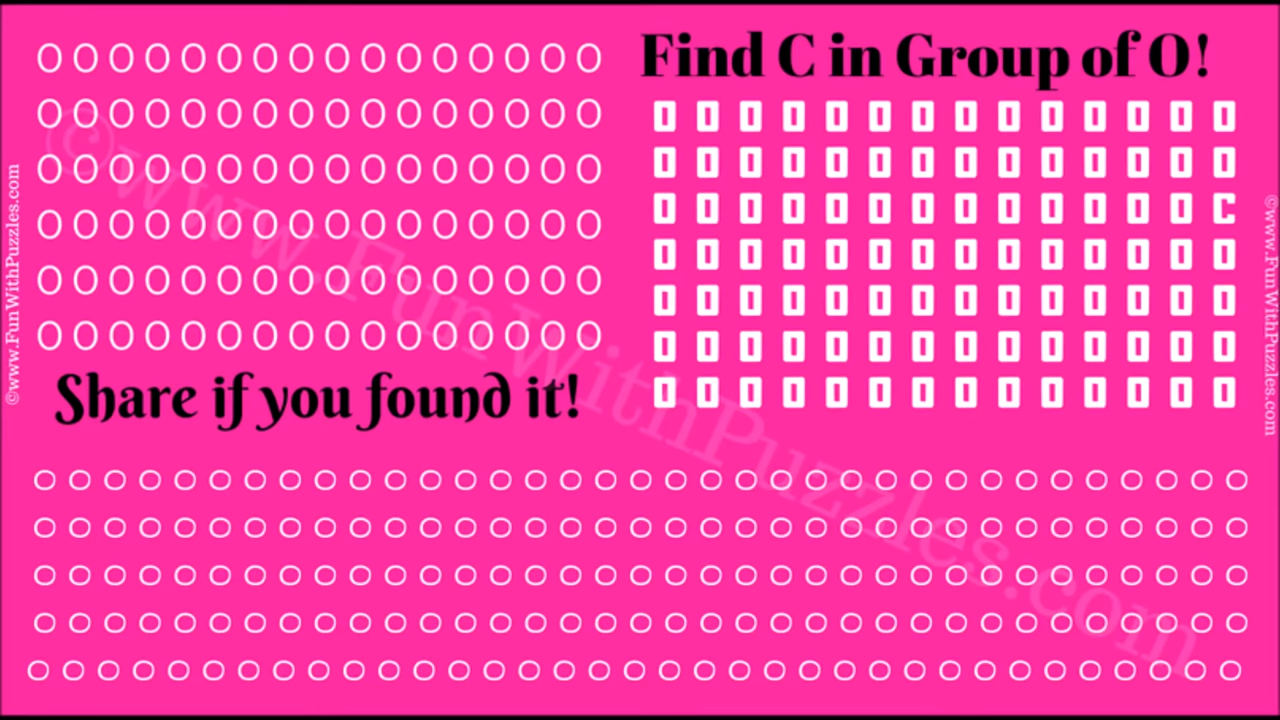 O O O O O O O O O O O O O O O O
O O O O O O O O O O O O O O O O
O O O O O O O O O O O O O O O O
O O O O O O O O O O O O O O O O
O O O O O O O O O O O O O O O O
O O O O O O O O O O O O O O O O
Share if you found it!
Find C in Group of O!
O O O O O O O O O O O O O O
O O O O O O O O O O O O O O
O O O O O O O O O O O O O C
O O O O O O O O O O O O O O
O O O O O O O O O O O O O O
O O O O O O O O O O O O O O
O O O O O O O O O O O O O O
O O O O O O O O O O O O O O O O O O O O O O O O O O O O O O O O O O O
O O O O O O O O O O O O O O O O O O O O O O O O O O O O O O O O O O O
O O O O O O O O O O O O O O O O O O O O O O O O O O O O O O O O O O O
O O O O O O O O O O O O O O O O O O O O O O O O O O O O O O O O O O O
O O O O O O O O O O O O O O O O O O O O O O O O O O O O O O O O O O O
©www.FunWithPuzzles.com
©www.FunWithPuzzles.com
©www.FunWithPuzzles.com